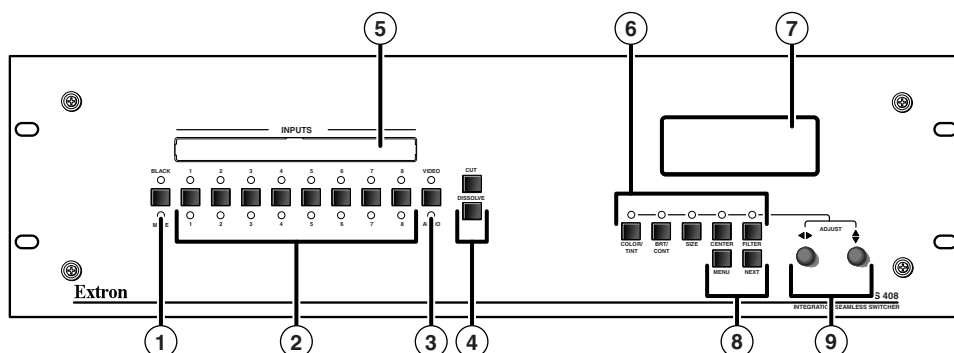 5 6 7
INPUTS
BLACK 1 2 3 4 5 6 7 8 VIDEO CUT
DISSOLVE
1 2 3 4 5 6 7 8
COLOR/
TINT
BRT/
CONT
SIZE
CENTER
FILTER
ADJUST
MENU
NEXT
Extron
408
SEAMLESS SWITCHER
1 2 3 4 8 9